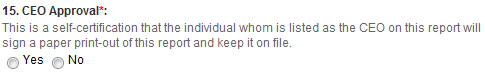 15. CEO Approval*:
This is a self-certification that the individual whom is listed as the CEO on this report will
sign a paper print-out of this report and keep it on file.
Yes No